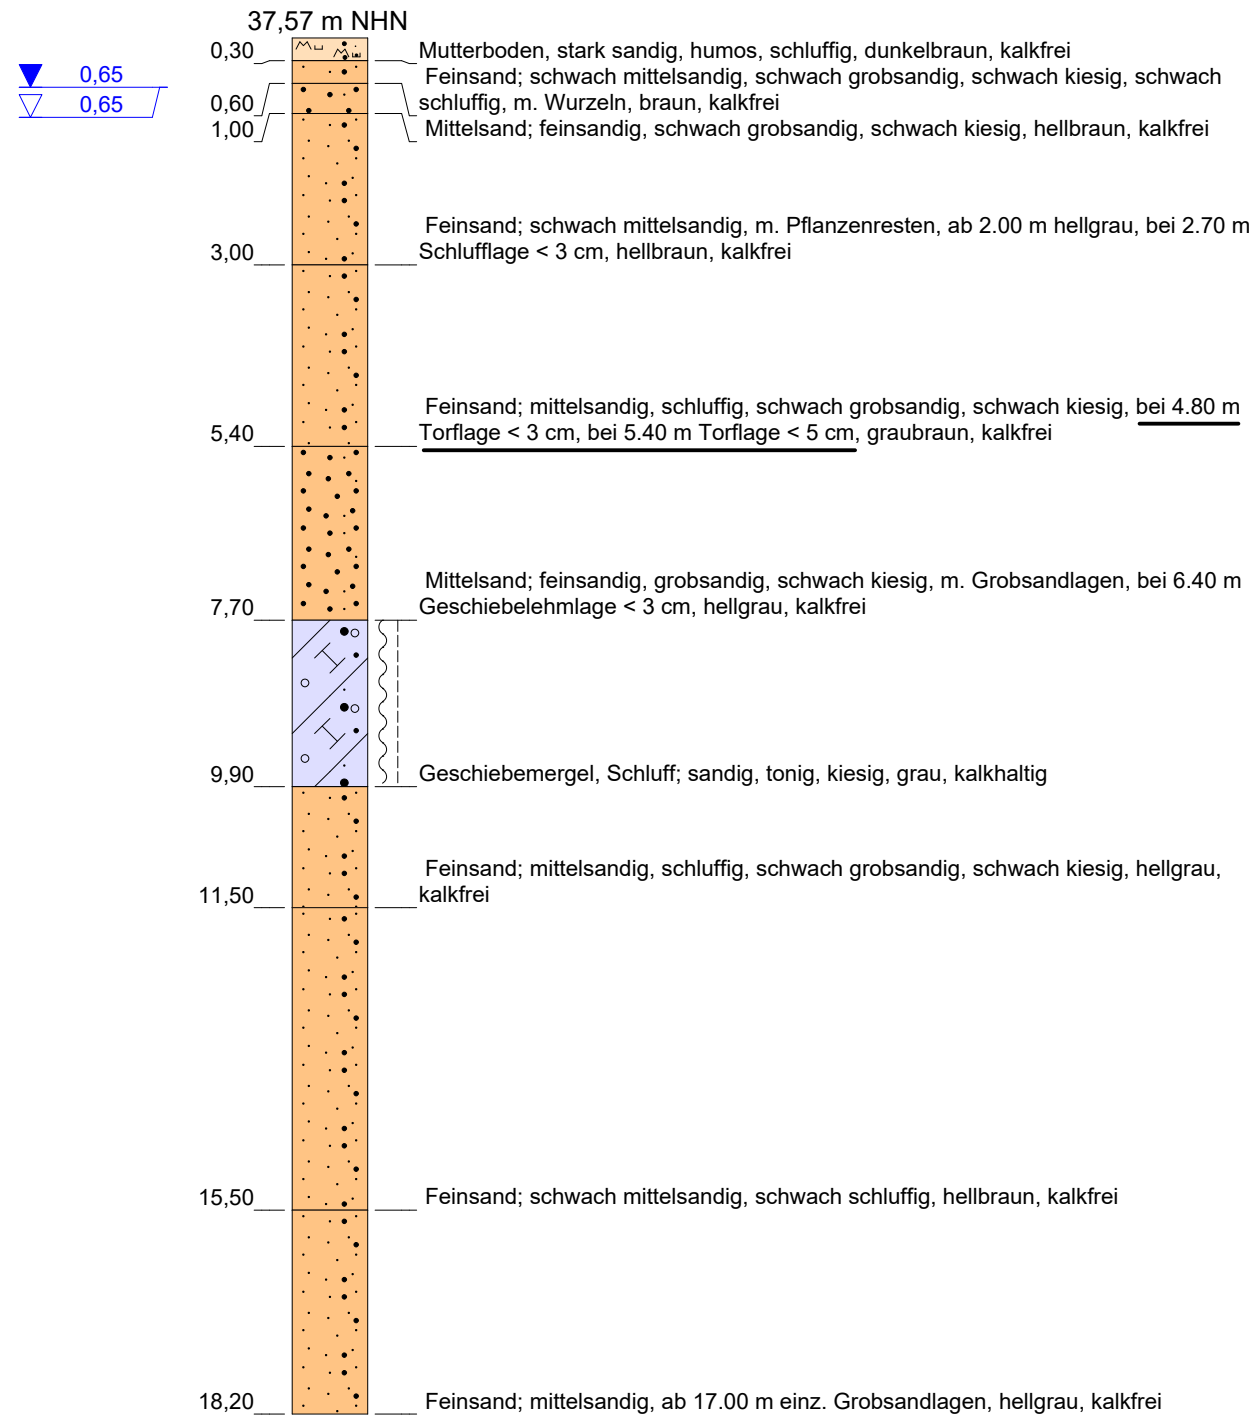 37,57 m NHN
0,30 Mutterboden, stark sandig, humos, schluffig, dunkelbraun, kalkfrei
0,65
0,65
Feinsand; schwach mittelsandig, schwach grobsandig, schwach kiesig, schwach
0,60 schluffig, m. Wurzeln, braun, kalkfrei
1,00 Mittelsand; feinsandig, schwach grobsandig, schwach kiesig, hellbraun, kalkfrei
Feinsand; schwach mittelsandig, m. Pflanzenresten, ab 2.00 m hellgrau, bei 2.70 m
3,00 Schlufflage < 3 cm, hellbraun, kalkfrei
Feinsand; mittelsandig, schluffig, schwach grobsandig, schwach kiesig, bei 4.80 m
5,40 Torflage < 3 cm, bei 5.40 m Torflage < 5 cm, graubraun, kalkfrei
Mittelsand; feinsandig, grobsandig, schwach kiesig, m. Grobsandlagen, bei 6.40 m
7,70 Geschiebelehmlage < 3 cm, hellgrau, kalkfrei
9,90 Geschiebemergel, Schluff; sandig, tonig, kiesig, grau, kalkhaltig
Feinsand; mittelsandig, schluffig, schwach grobsandig, schwach kiesig, hellgrau,
11,50 kalkfrei
15,50 Feinsand; schwach mittelsandig, schwach schluffig, hellbraun, kalkfrei
18,20 Feinsand; mittelsandig, ab 17.00 m einz. Grobsandlagen, hellgrau, kalkfrei